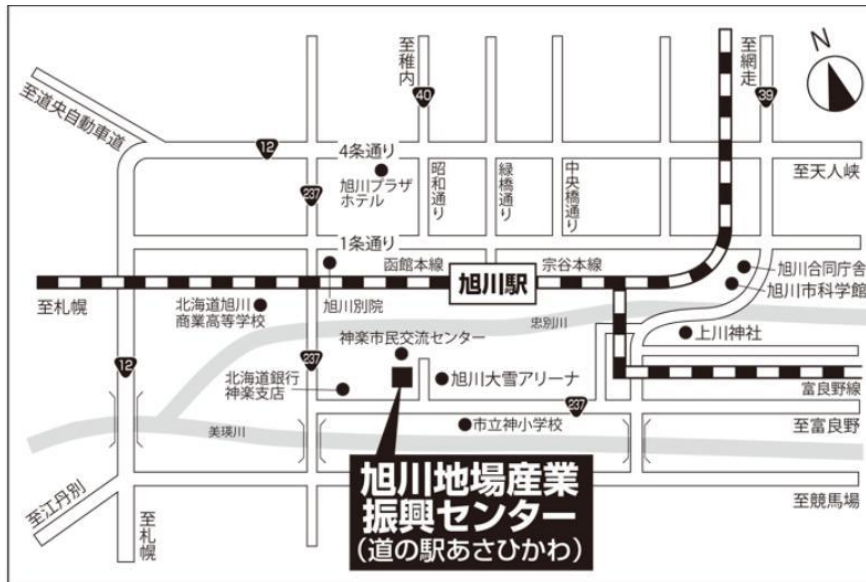 至道央自動車道
12
4条通り
237
旭川プラザ
ホテル
至稚内
40
昭和通り
緑橋通り
中央橋通り
至網走
39
N
至天人峡
1条通り
函館本線
旭川駅
宗谷本線
至札幌
北海道旭川
商業高等学校
旭川別院
旭川合同庁舎
旭川市科学館
忠別川
上川神社
神楽市民交流センター
12
237
北海道銀行
神楽支店
旭川大雪アリーナ
富良野線
237
市立神小学校
至富良野
美瑛川
旭川地場産業
振興センター
(道の駅あさひかわ)
至競馬場
至江丹別
至札幌